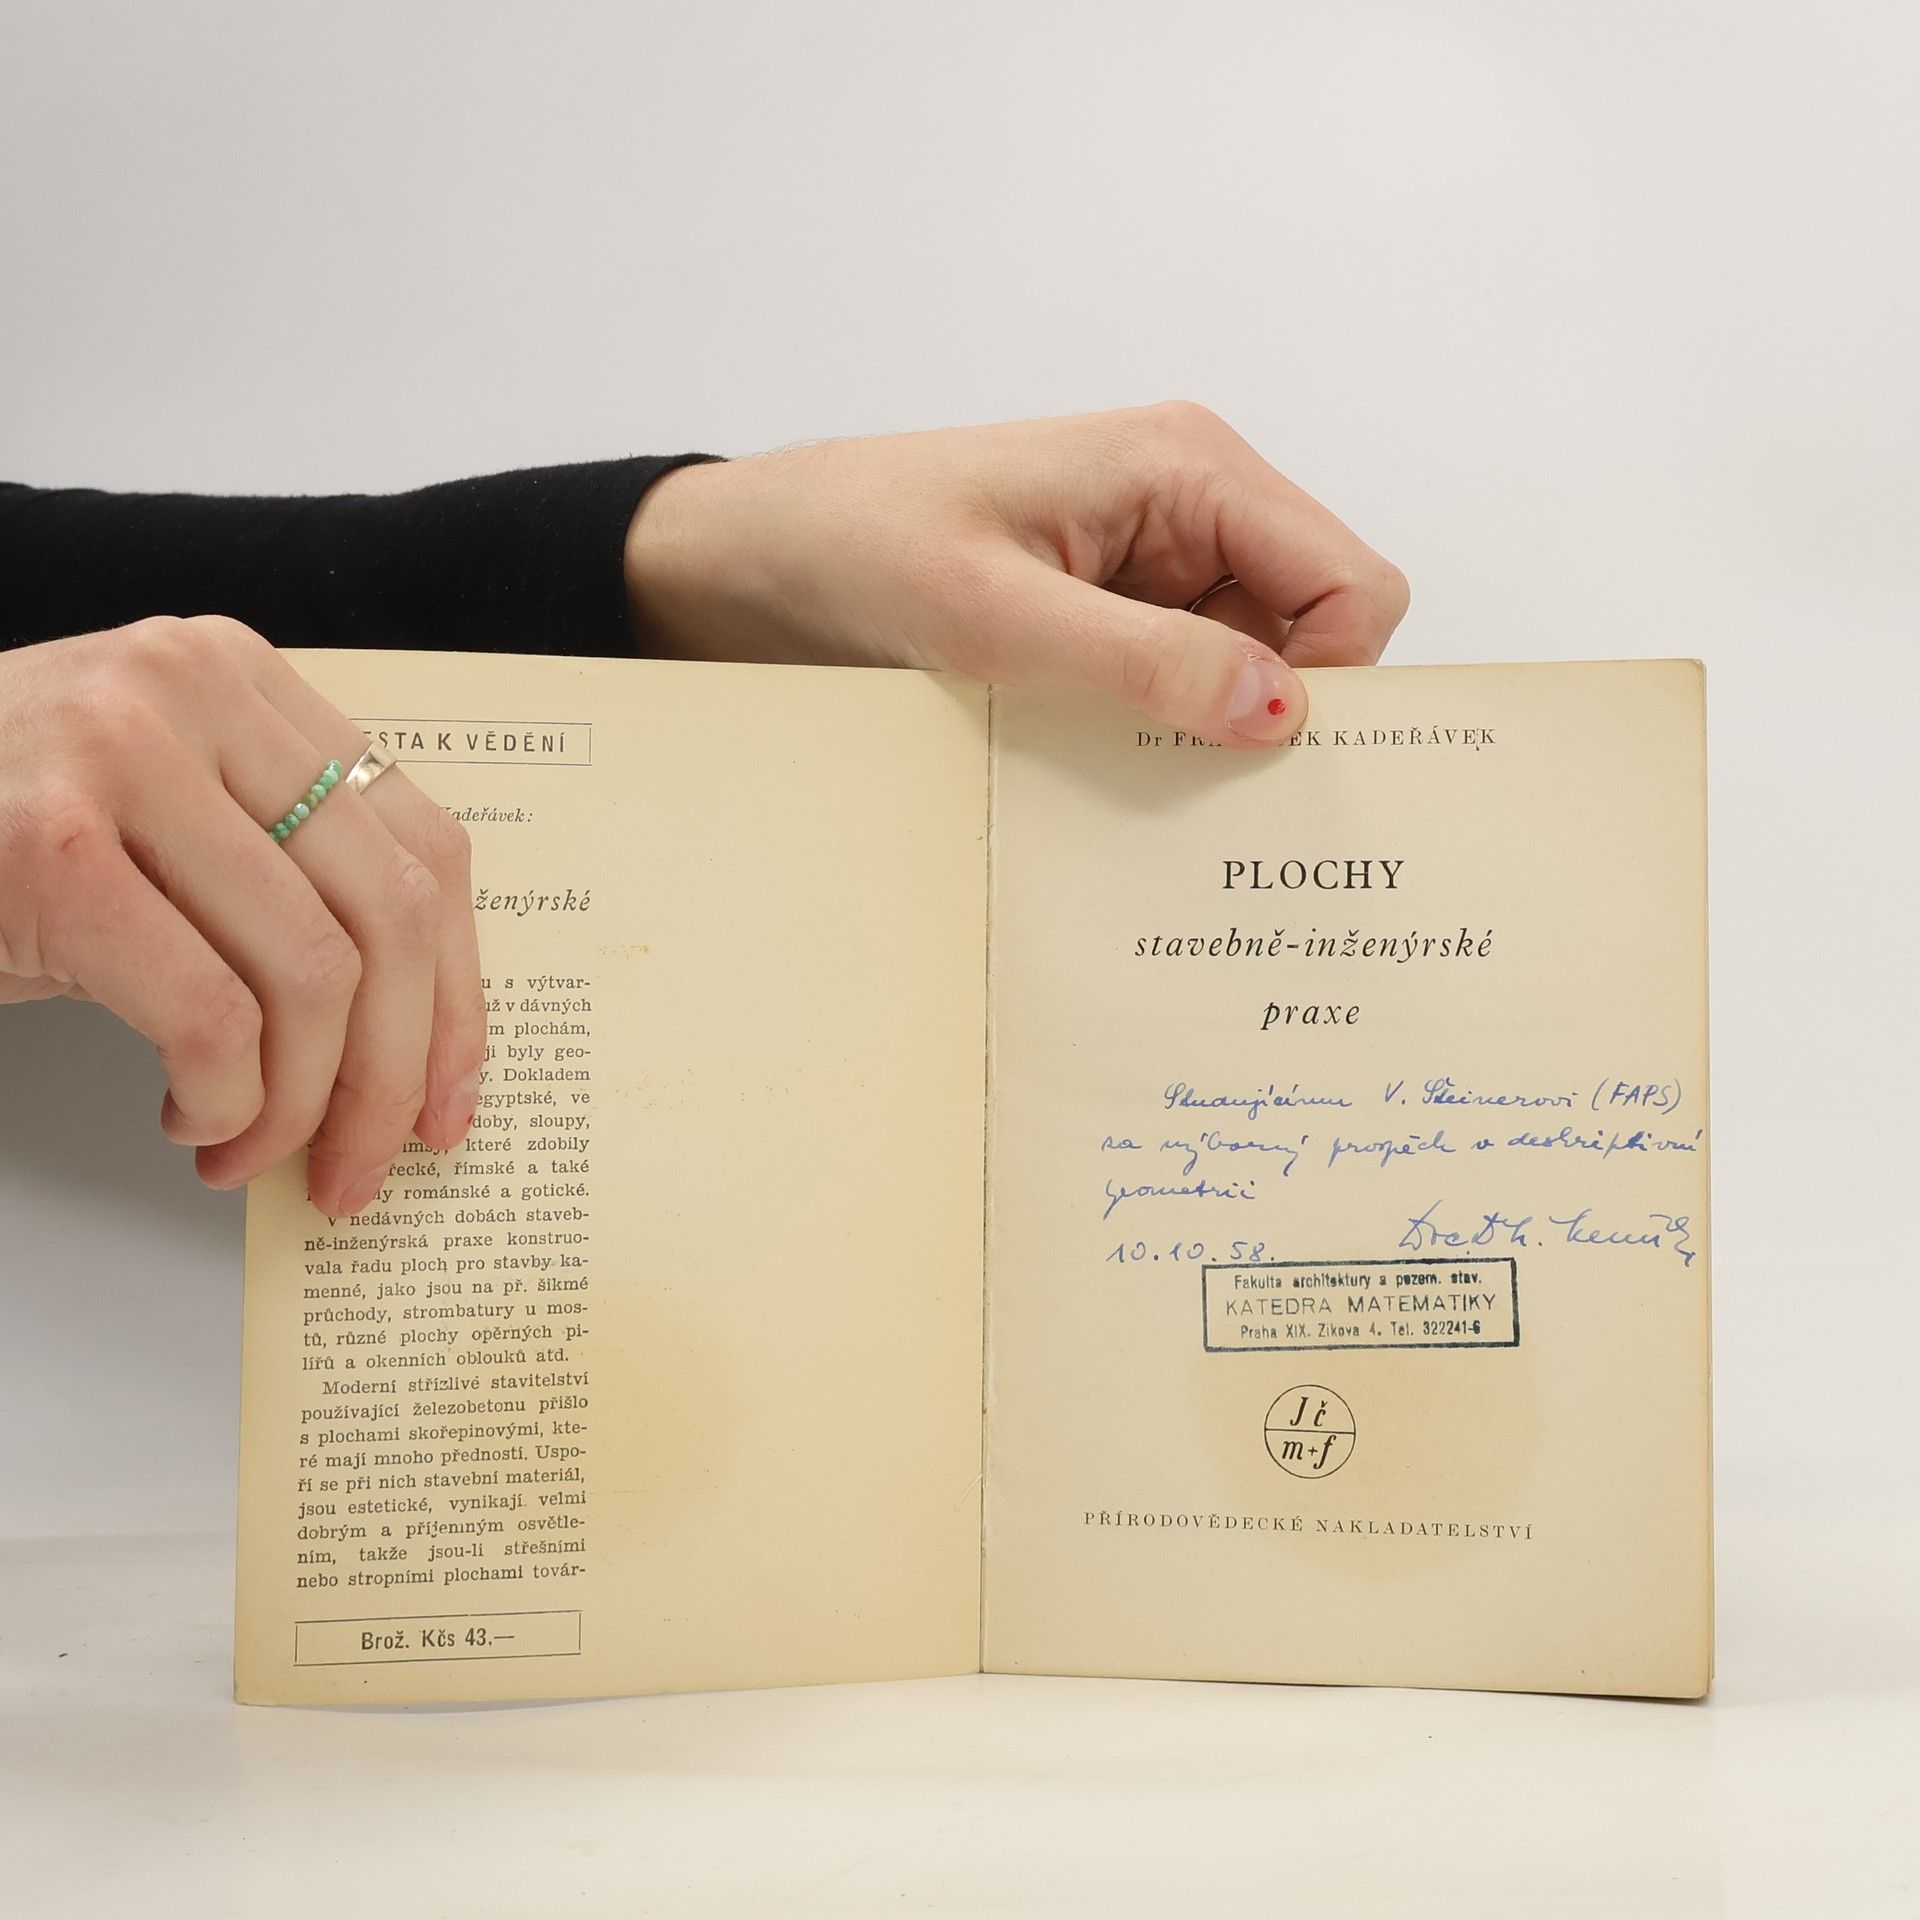 ESTA K VĚDĚNÍ
Kadeřávek:
ženýrské
u s výtvar-
už v dávných
m plochám,
ji byly geo-
y. Dokladem
egyptské, ve
doby, sloupy,
které zdobily
řecké, římské a také
románské a gotické.
V nedávných dobách staveb-
ně-inženýrská praxe konstruo-
vala řadu ploch pro stavby ka-
menné, jako jsou na př. šikmé
průchody, strombatury u mos-
tů, různé plochy opěrných pi-
lířů a okenních oblouků atd.
Moderní střízlivé stavitelství
používající železobetonu přišlo
s plochami skořepinovými, kte-
ré mají mnoho předností. Uspo-
ří se při nich stavební materiál,
jsou estetické, vynikají velmi
dobrým a příjemným osvětle-
ním, takže jsou-li střešními
nebo stropními plochami továr-
Brož. Kčs 43,—
Dr FRA EK KADEŘÁVEK
PLOCHY
stavebně-inženýrské
praxe
Studujícímu V. Šteinerovi (FAPS)
za výborný prospěch v deskriptivní
geometrii
10.10.58.
Fakulta architektury a pozem. stav.
KATEDRA MATEMATIKY
Praha XIX. Zikova 4. Tel. 322241-6
J č
m+f
PŘÍRODOVĚDECKÉ NAKLADATELSTVÍ